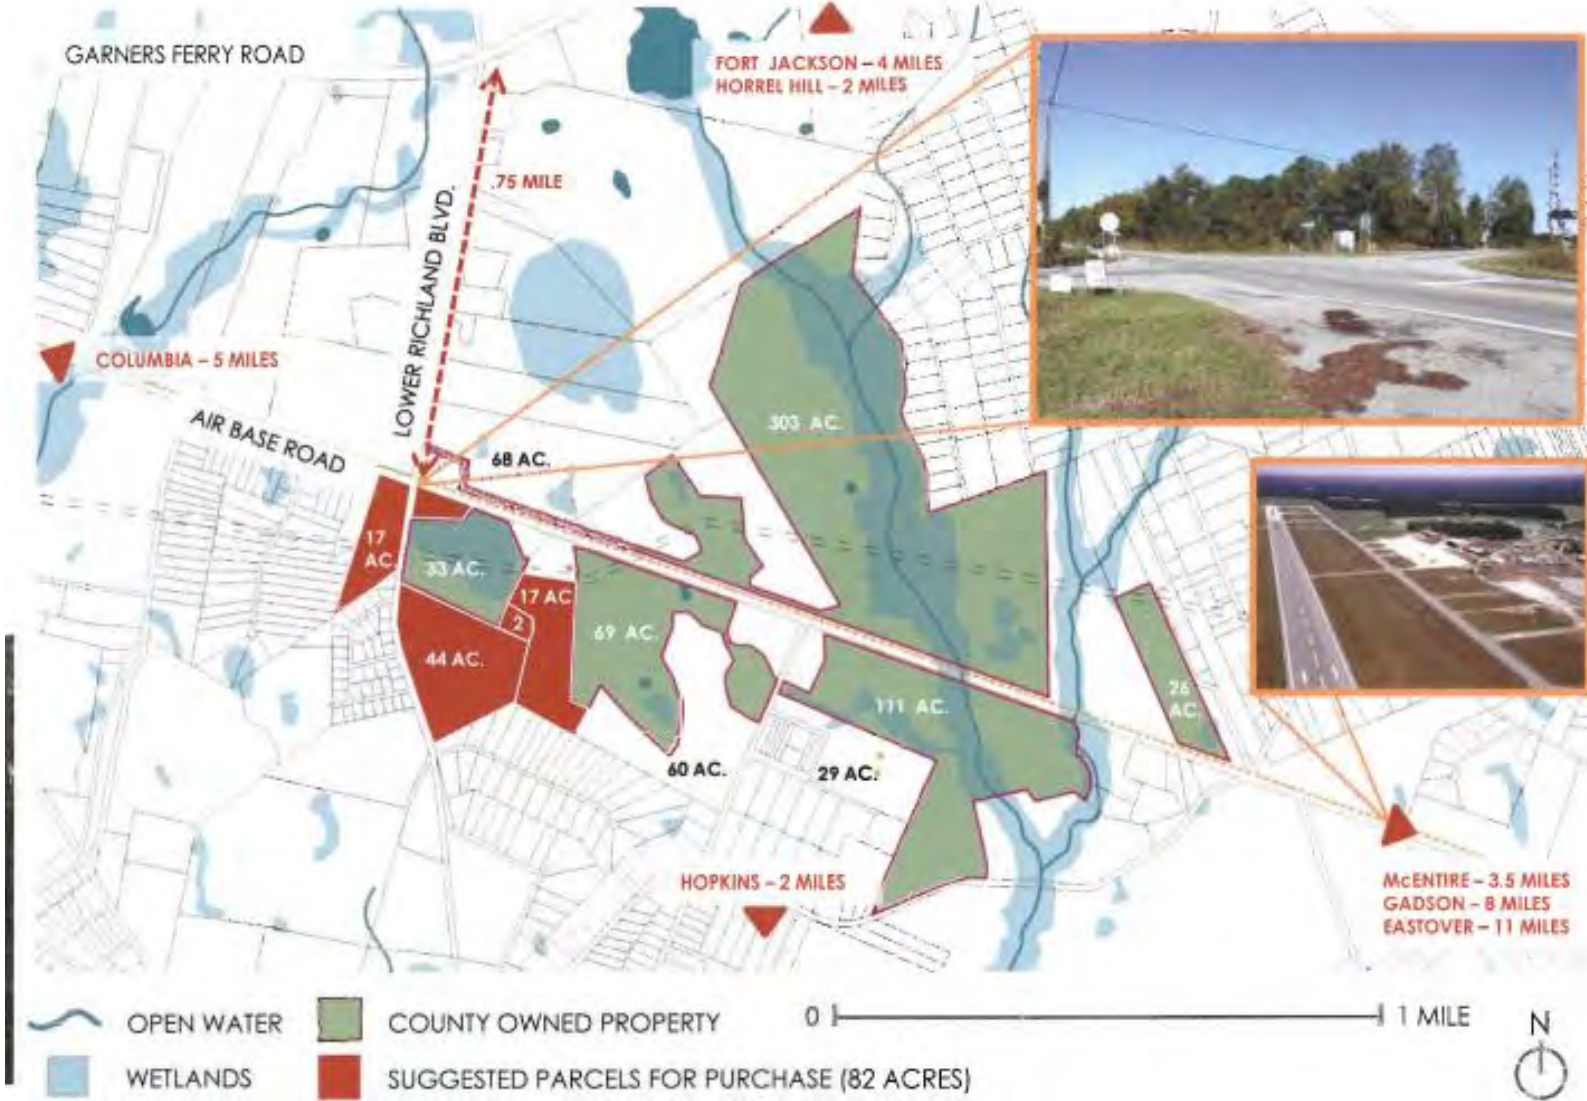 GARNERS FERRY ROAD
FORT JACKSON – 4 MILES
HORREL HILL – 2 MILES
.75 MILE
LOWER RICHLAND BLVD.
COLUMBIA – 5 MILES
AIR BASE ROAD
303 AC.
68 AC.
17
AC.
33 AC.
17 AC
2
69 AC.
44 AC.
26
AC.
111 AC.
60 AC.
29 AC.
HOPKINS – 2 MILES
McENTIRE – 3.5 MILES
GADSON – 8 MILES
EASTOVER – 11 MILES
OPEN WATER
COUNTY OWNED PROPERTY
0
1 MILE
N
WETLANDS
SUGGESTED PARCELS FOR PURCHASE (82 ACRES)